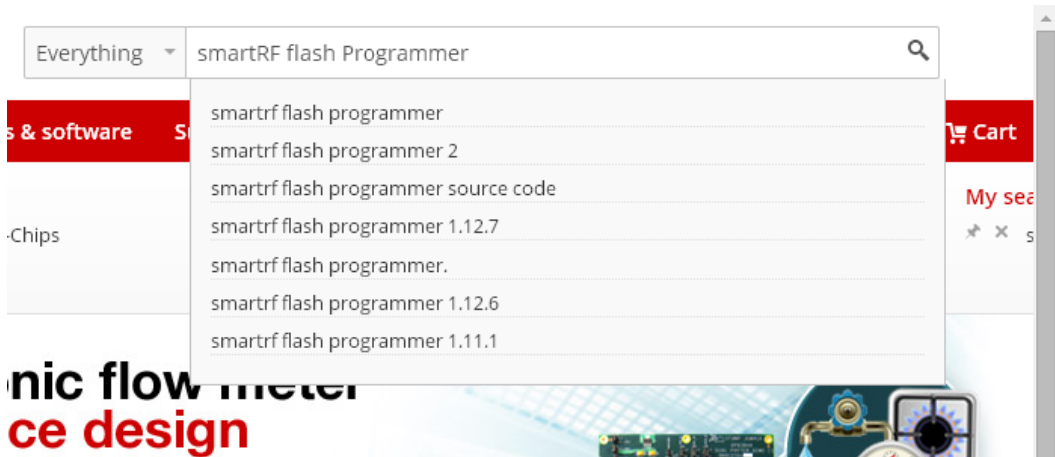 Everything smartRF flash Programmer
smartrf flash programmer
s & software
Cart
smartrf flash programmer 2
smartrf flash programmer source code
My sea
smartrf flash programmer 1.12.7
-Chips
smartrf flash programmer.
smartrf flash programmer 1.12.6
smartrf flash programmer 1.11.1
nic flow meter
ce design